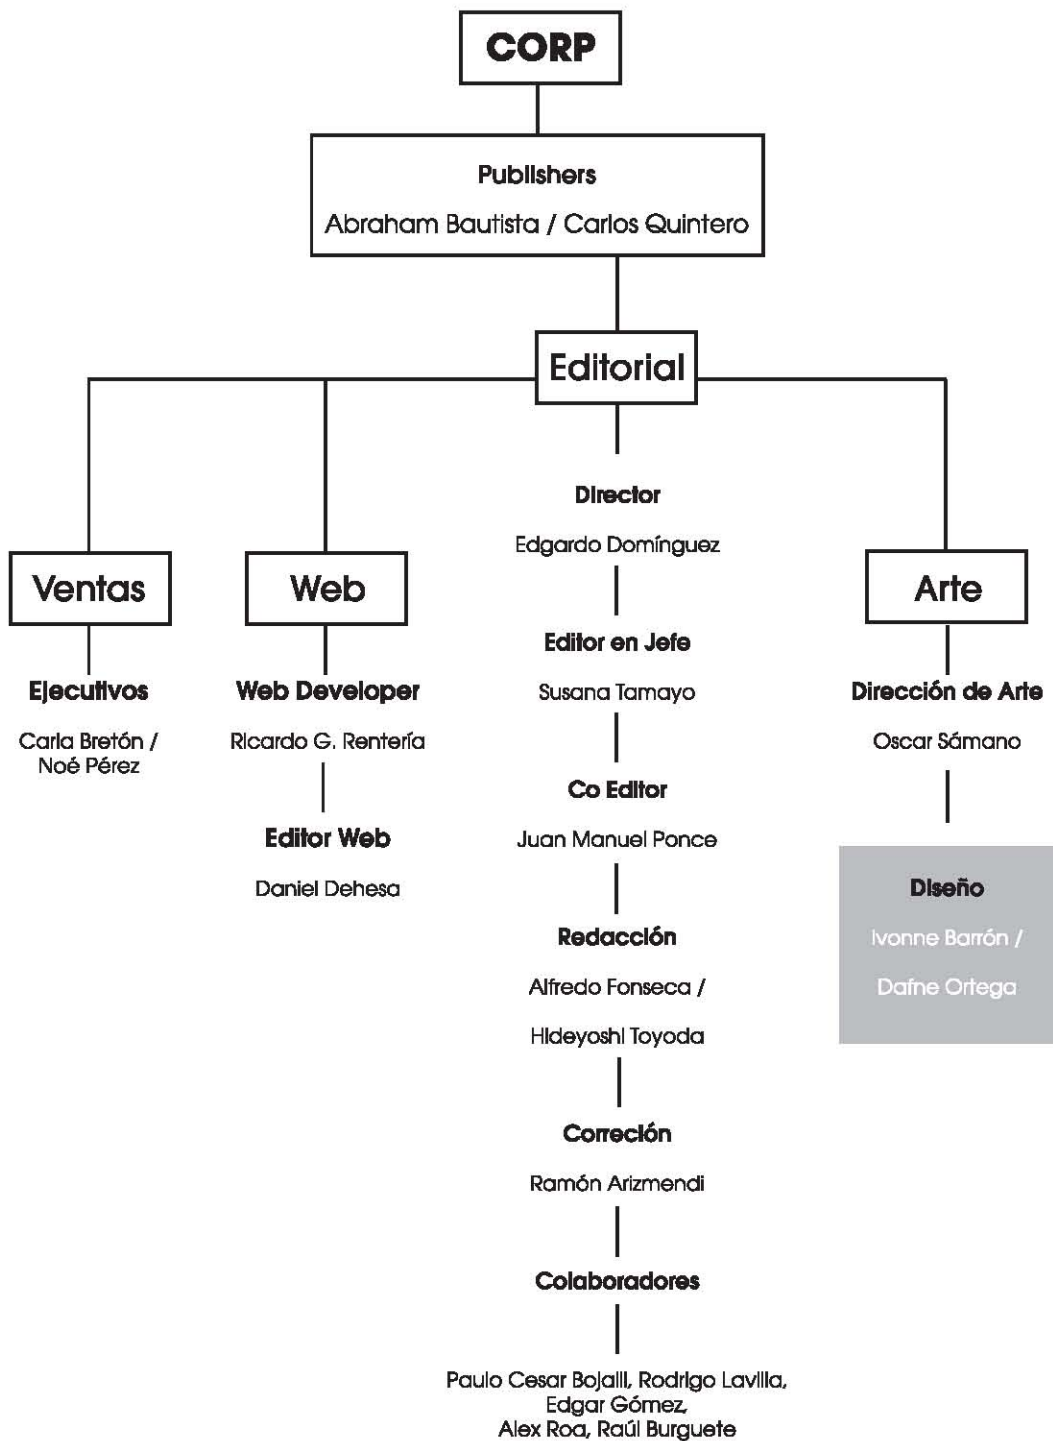 CORP
Publishers
Abraham Bautista / Carlos Quintero
Editorial
Ventas
Ejecutivos
Carla Bretón /
Noé Pérez
Web
Web Developer
Ricardo G. Rentería
Editor Web
Daniel Dehesa
Director
Edgardo Domínguez
Editor en Jefe
Susana Tamayo
Co Editor
Juan Manuel Ponce
Redacción
Alfredo Fonseca /
Hideyoshi Toyoda
Correción
Ramón Arizmendi
Colaboradores
Paulo Cesar Bojalil, Rodrigo Lavilla,
Edgar Gómez,
Alex Roa, Raúl Burguete
Arte
Dirección de Arte
Oscar Sámano
Diseño
Ivonne Barrón /
Dafne Ortega